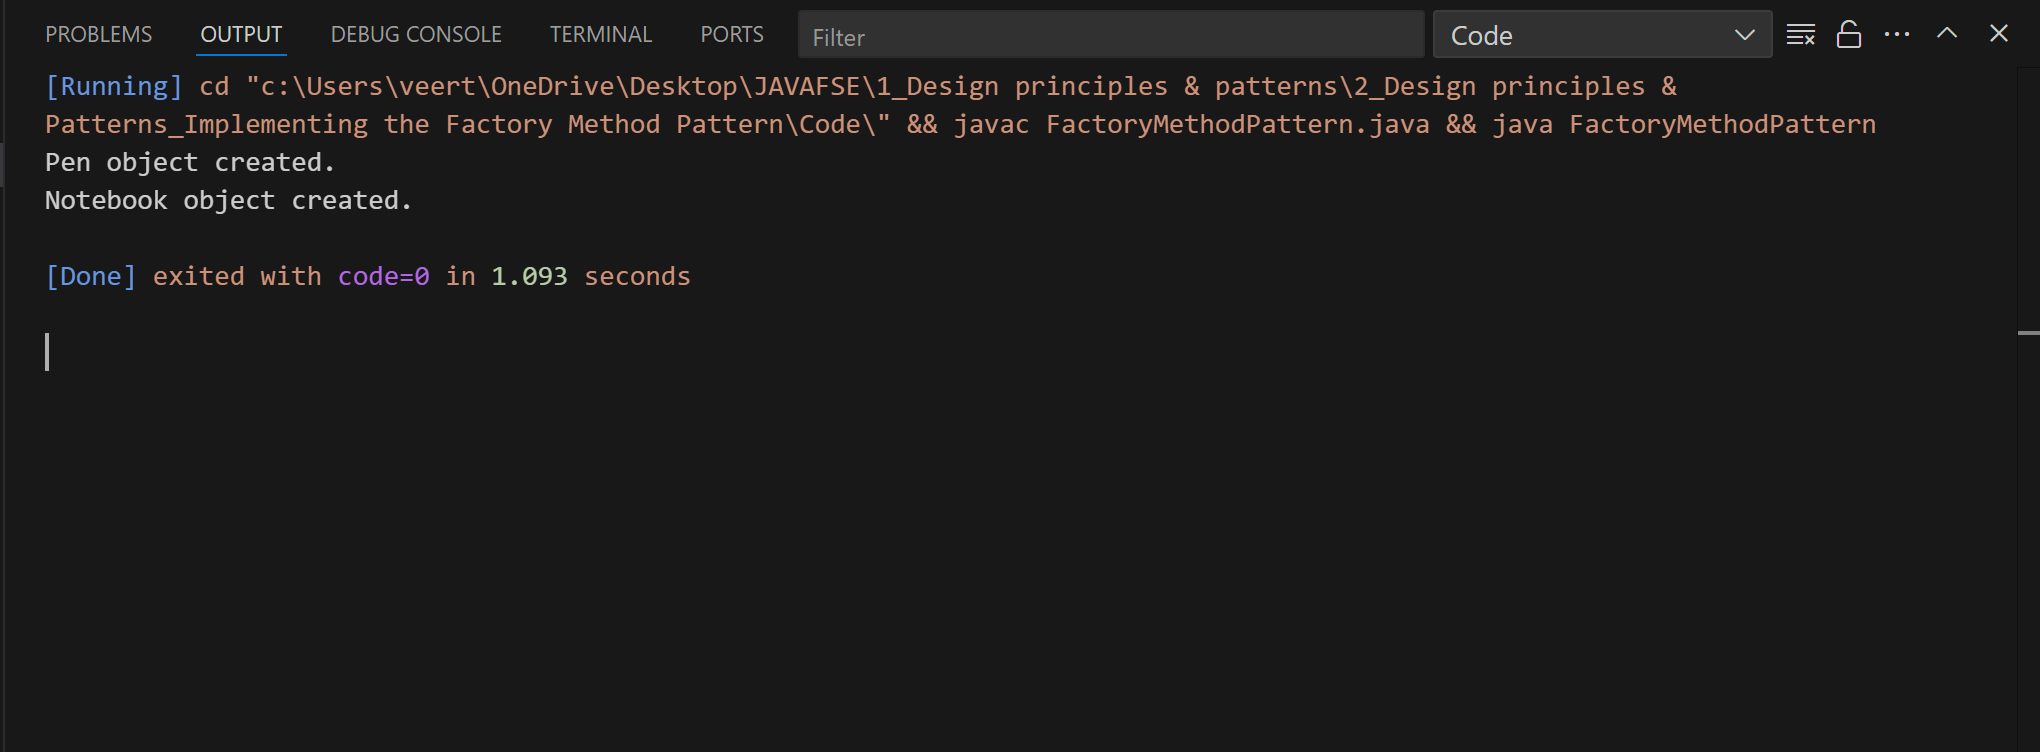 PROBLEMS OUTPUT DEBUG CONSOLE TERMINAL PORTS Filter Code
[Running] cd "c:\Users\veert\OneDrive\Desktop\JAVAFSE\1_Design principles & patterns\2_Design principles &
Patterns_Implementing the Factory Method Pattern\Code\" && javac FactoryMethodPattern.java && java FactoryMethodPattern
Pen object created.
Notebook object created.
[Done] exited with code=0 in 1.093 seconds